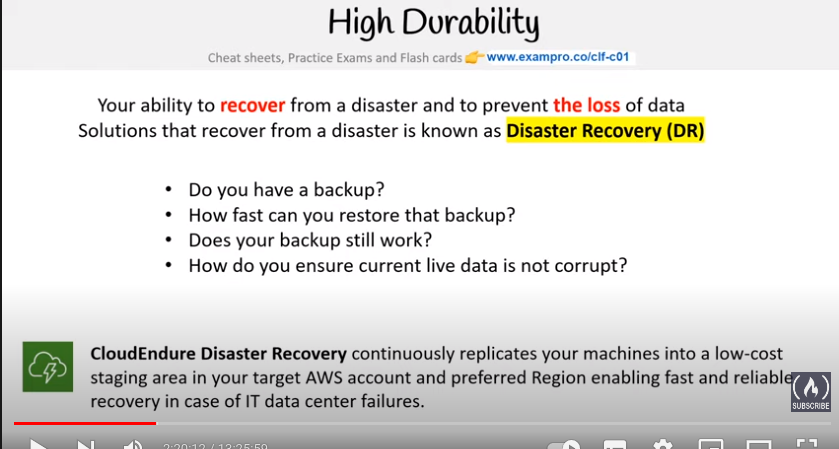 High Durability
Cheat sheets, Practice Exams and Flash cards 👉 www.exampro.co/clf-c01
Your ability to recover from a disaster and to prevent the loss of data
Solutions that recover from a disaster is known as Disaster Recovery (DR)
• Do you have a backup?
• How fast can you restore that backup?
• Does your backup still work?
• How do you ensure current live data is not corrupt?
CloudEndure Disaster Recovery continuously replicates your machines into a low-cost
staging area in your target AWS account and preferred Region enabling fast and reliable
recovery in case of IT data center failures.
SUBSCRIBE
2:20:12 / 13:25:59